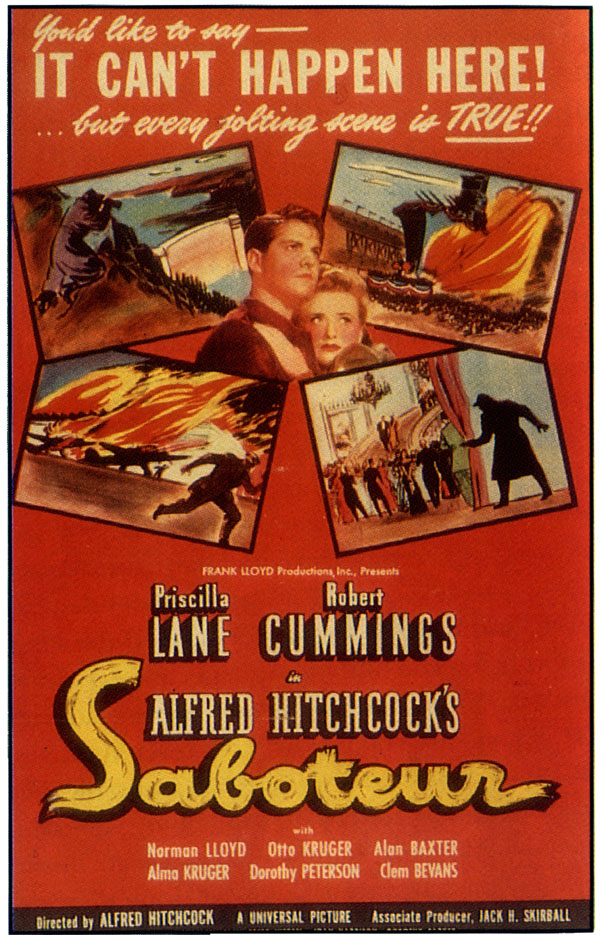 You'd like to say —
IT CAN'T HAPPEN HERE!
... but every jolting scene is TRUE!!
FRANK LLOYD Productions, Inc., Presents
Priscilla Robert
LANE CUMMINGS
in
ALFRED HITCHCOCK'S
Saboteur
with
Norman LLOYD Otto KRUGER Alan BAXTER
Alma KRUGER Dorothy PETERSON Clem BEVANS
Directed by ALFRED HITCHCOCK A UNIVERSAL PICTURE Associate Producer, JACK H. SKIRBALL